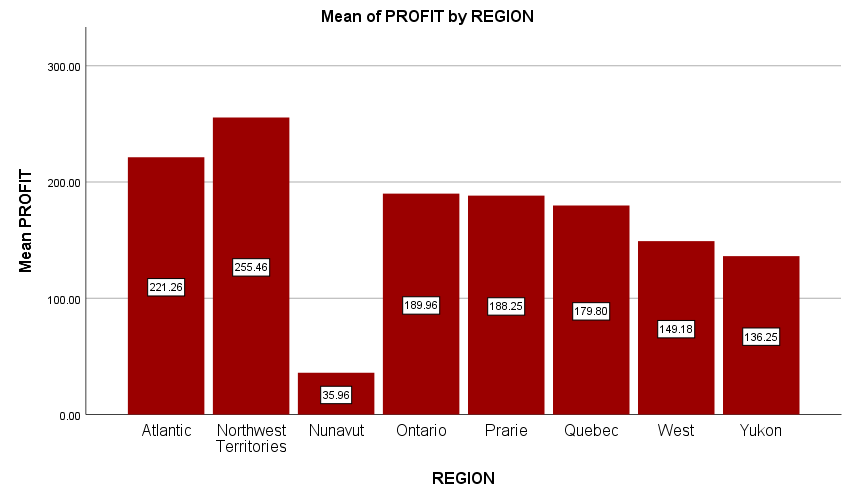 Mean of PROFIT by REGION
300.00
200.00
100.00
0.00
Mean PROFIT
221.26
255.46
35.96
189.96
188.25
179.80
149.18
136.25
Atlantic
Northwest
Territories
Nunavut
Ontario
Prarie
Quebec
West
Yukon
REGION